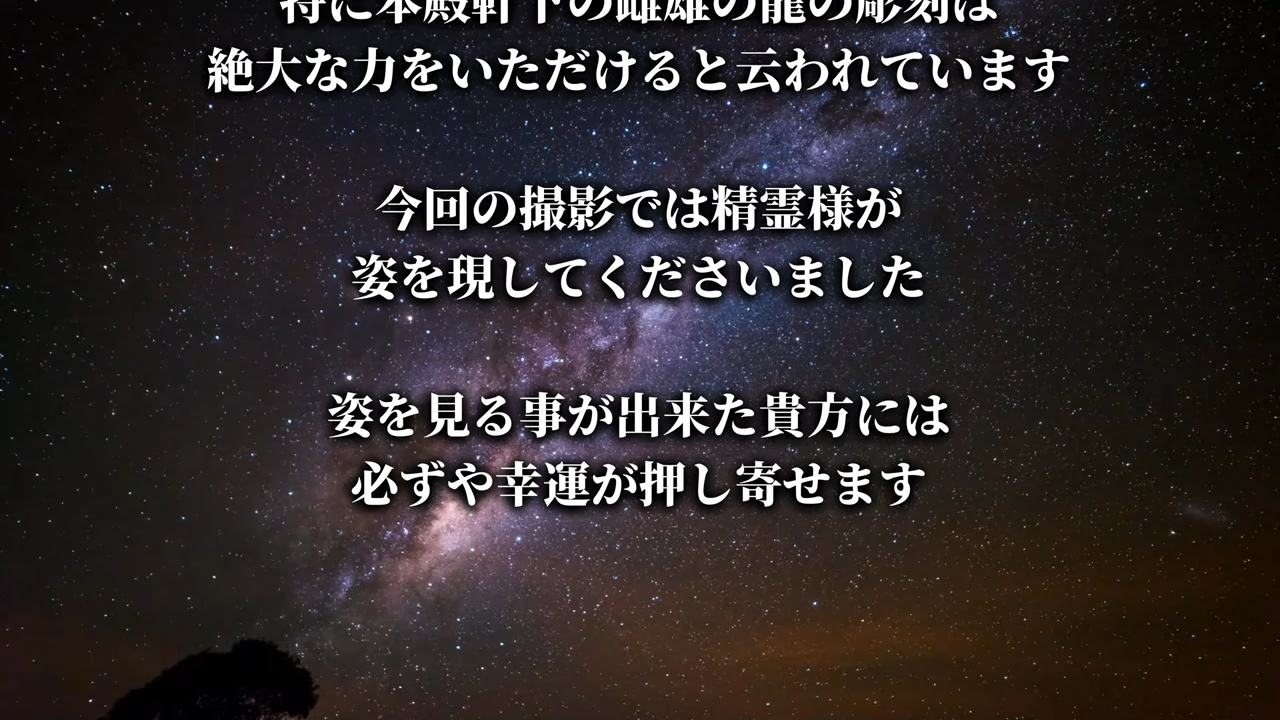 特に本殿軒下の雌雄の龍の彫刻は
絶大な力をいただけると云われています
今回の撮影では精霊様が
姿を現してくださいました
姿を見る事が出来た貴方には
必ずや幸運が押し寄せます